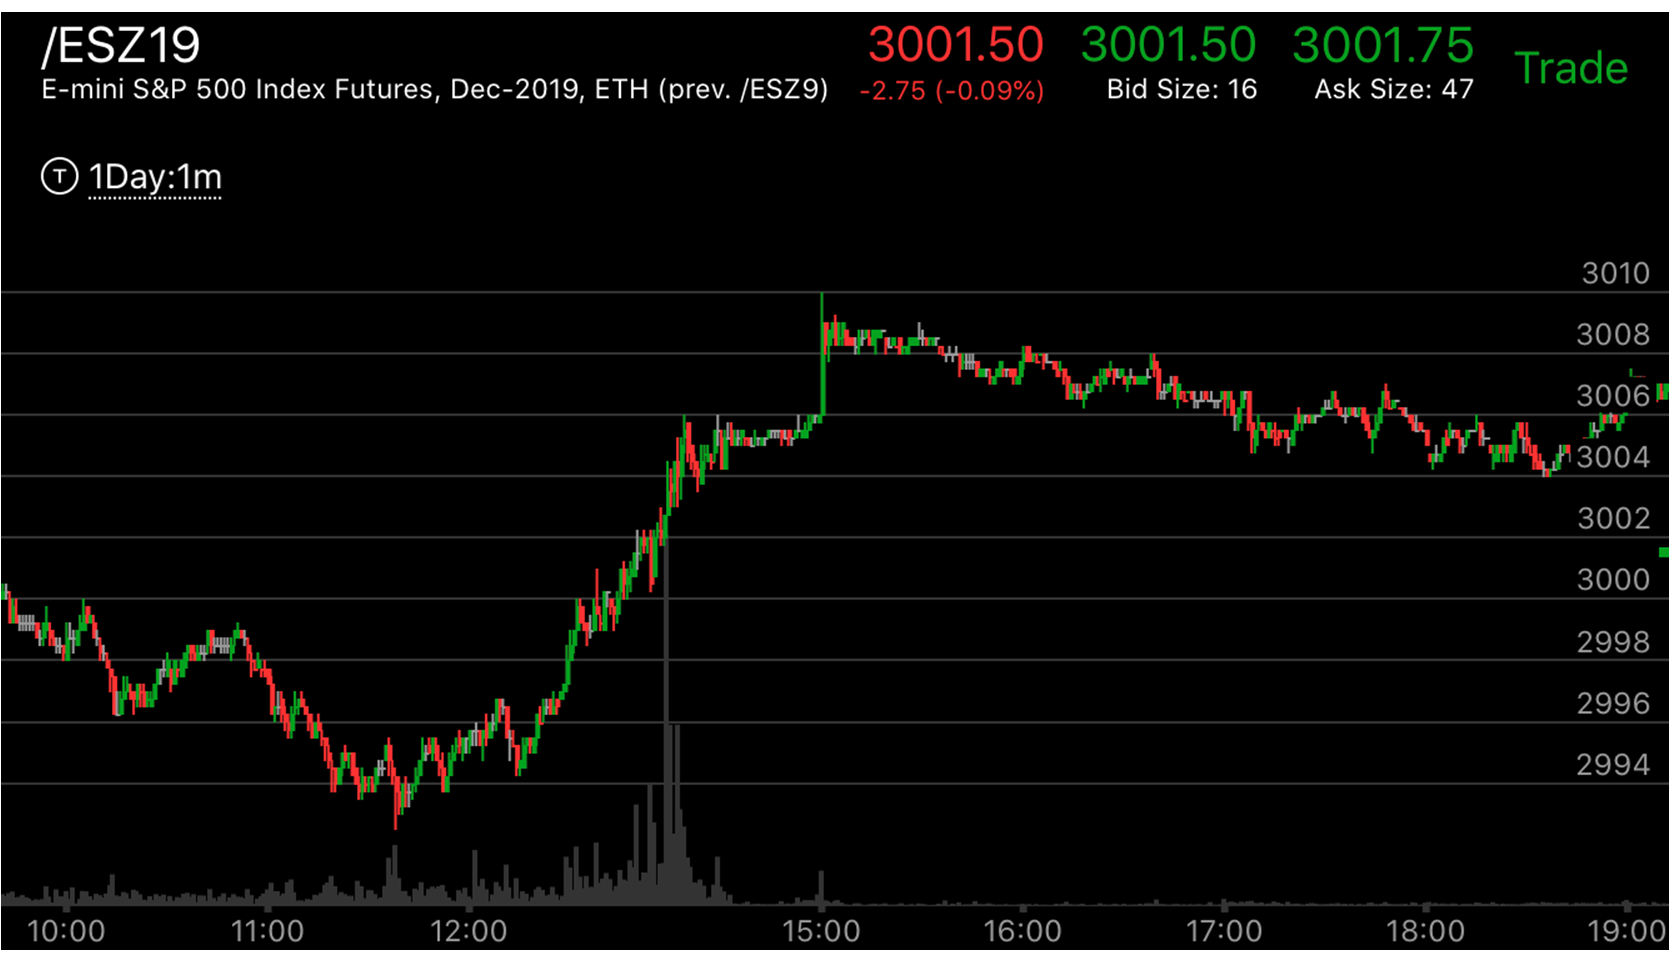 /ESZ19
3001.50 3001.50 3001.75
Trade
E-mini S&P 500 Index Futures, Dec-2019, ETH (prev. /ESZ9)
-2.75 (-0.09%) Bid Size: 16 Ask Size: 47
T 1Day:1m
3010
3008
3006
3004
3002
3000
2998
2996
2994
10:00 11:00 12:00 15:00 16:00 17:00 18:00 19:00